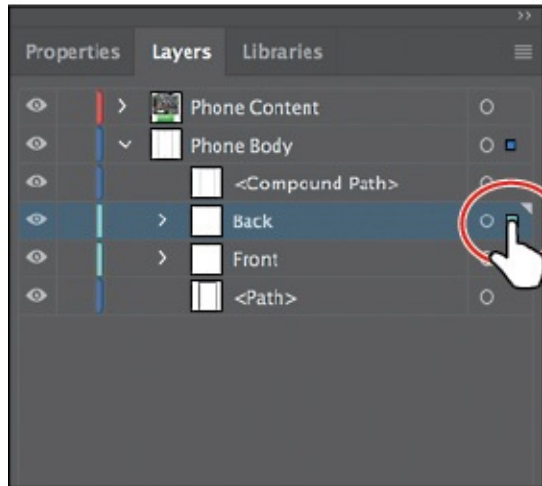 Properties Layers Libraries
Phone Content
Phone Body
<Compound Path>
Back
Front
<Path>